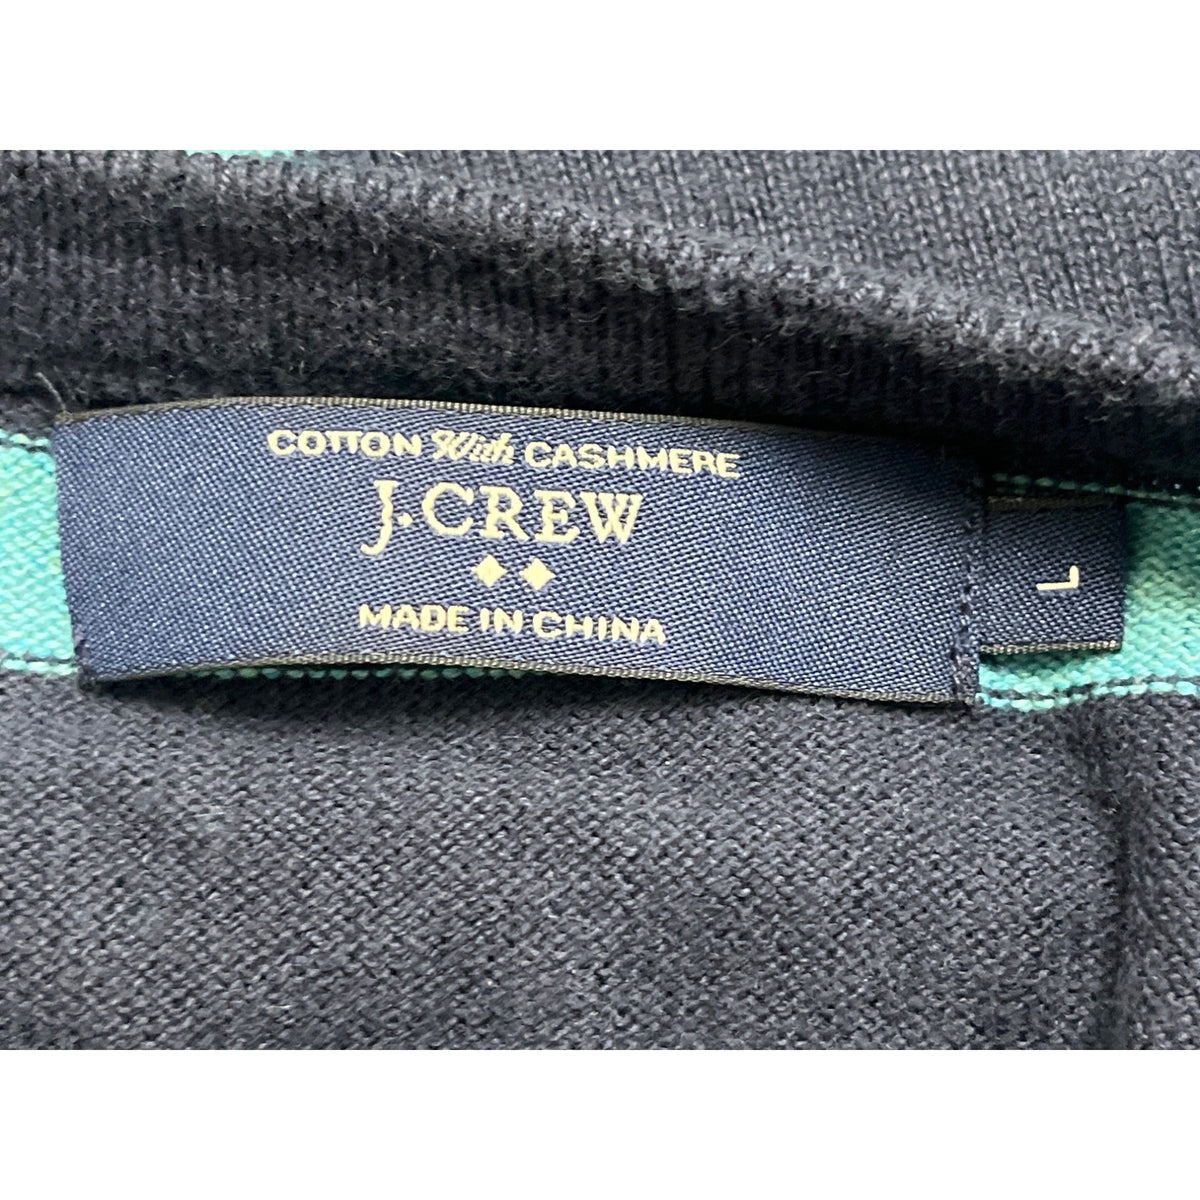 COTTON With CASHMERE
J.CREW
MADE IN CHINA
L